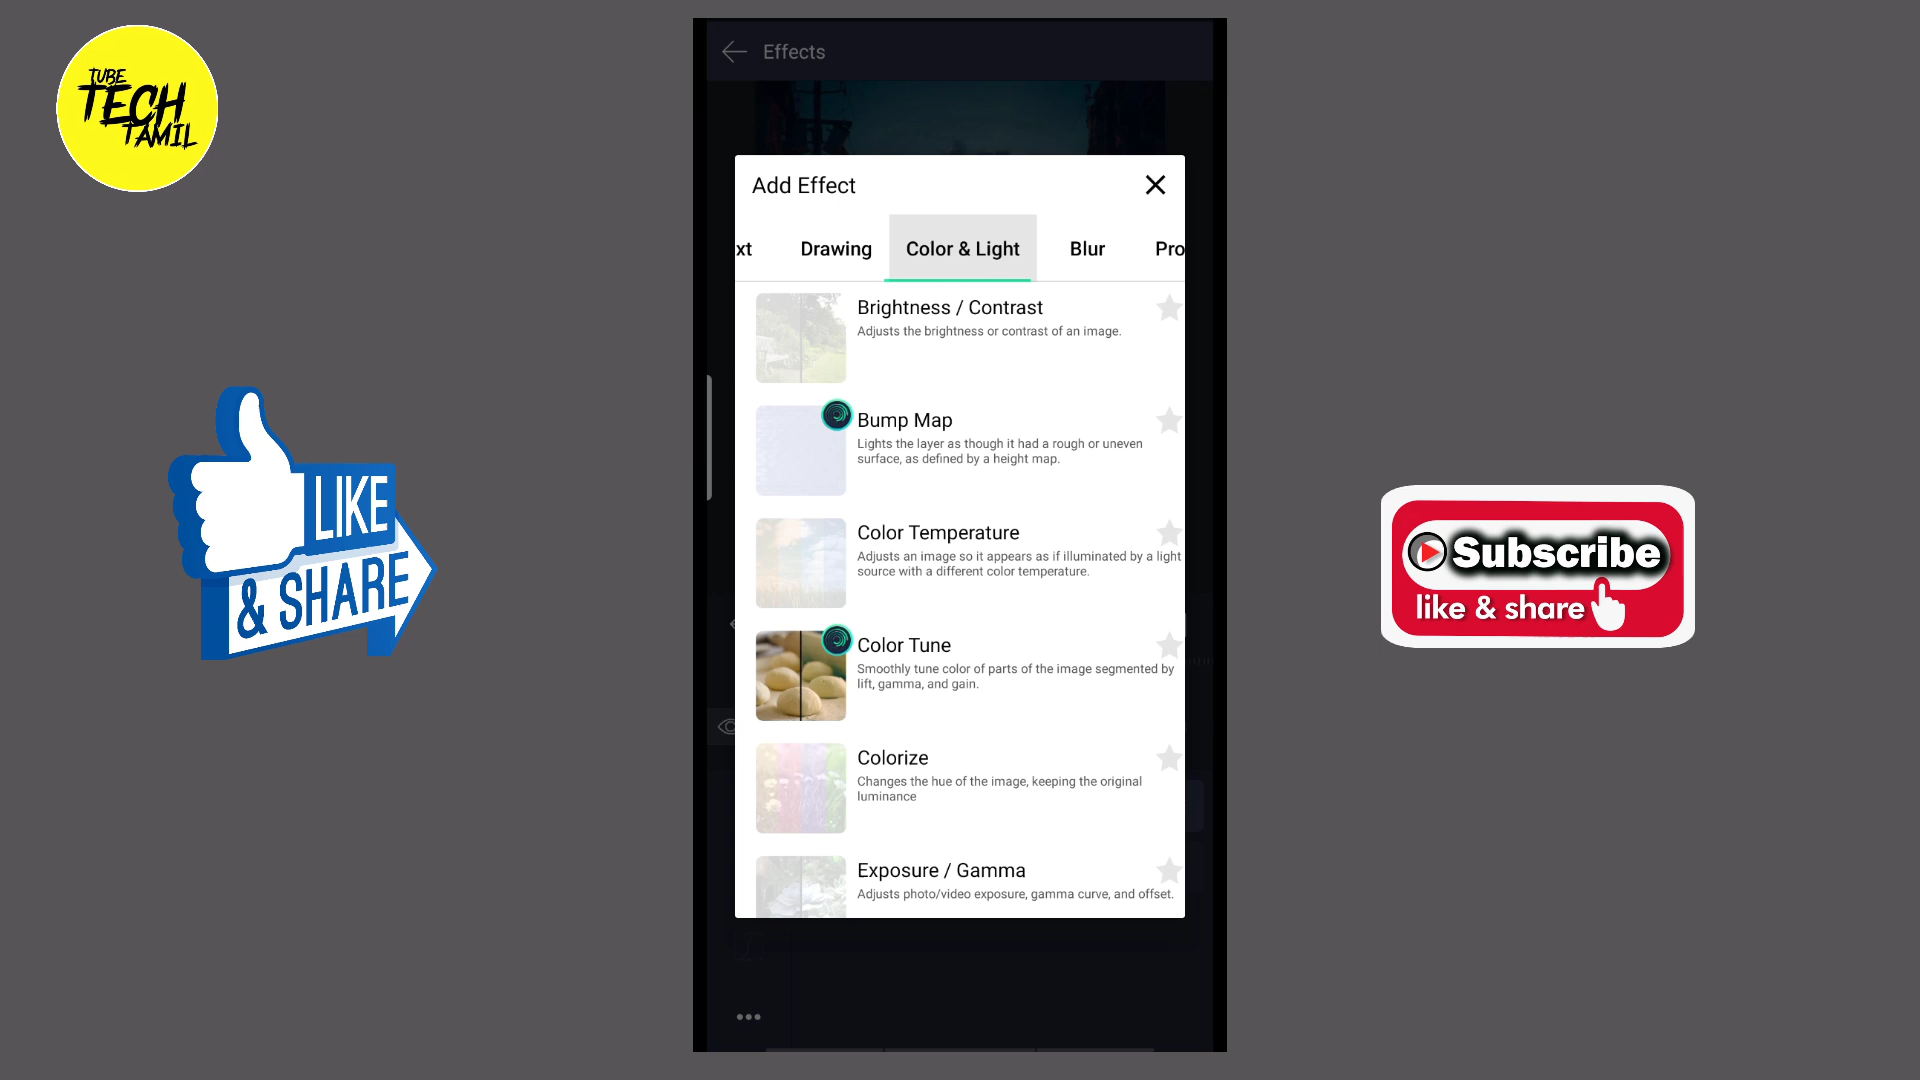 TUBE
TECH
TAMIL
Effects
Add Effect
xt Drawing Color & Light Blur Pro
Brightness / Contrast
Adjusts the brightness or contrast of an image.
Bump Map
Lights the layer as though it had a rough or uneven
surface, as defined by a height map.
Color Temperature
Adjusts an image so it appears as if illuminated by a light
source with a different color temperature.
Color Tune
Smoothly tune color of parts of the image segmented by
lift, gamma, and gain.
Colorize
Changes the hue of the image, keeping the original
luminance
Exposure / Gamma
Adjusts photo/video exposure, gamma curve, and offset.
LIKE
& SHARE
Subscribe
like & share